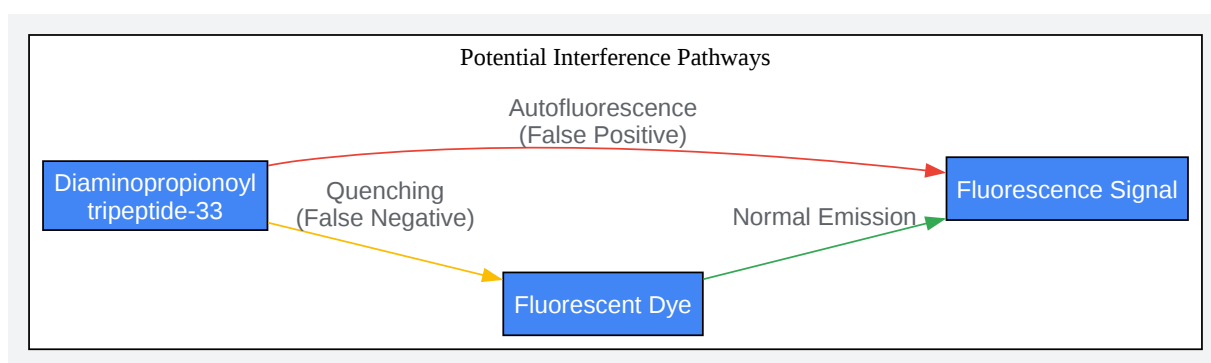 Potential Interference Pathways
Autofluorescence
(False Positive)
Diaminopropionoyl
tripeptide-33
Quenching
(False Negative)
Fluorescence Signal
Normal Emission
Fluorescent Dye